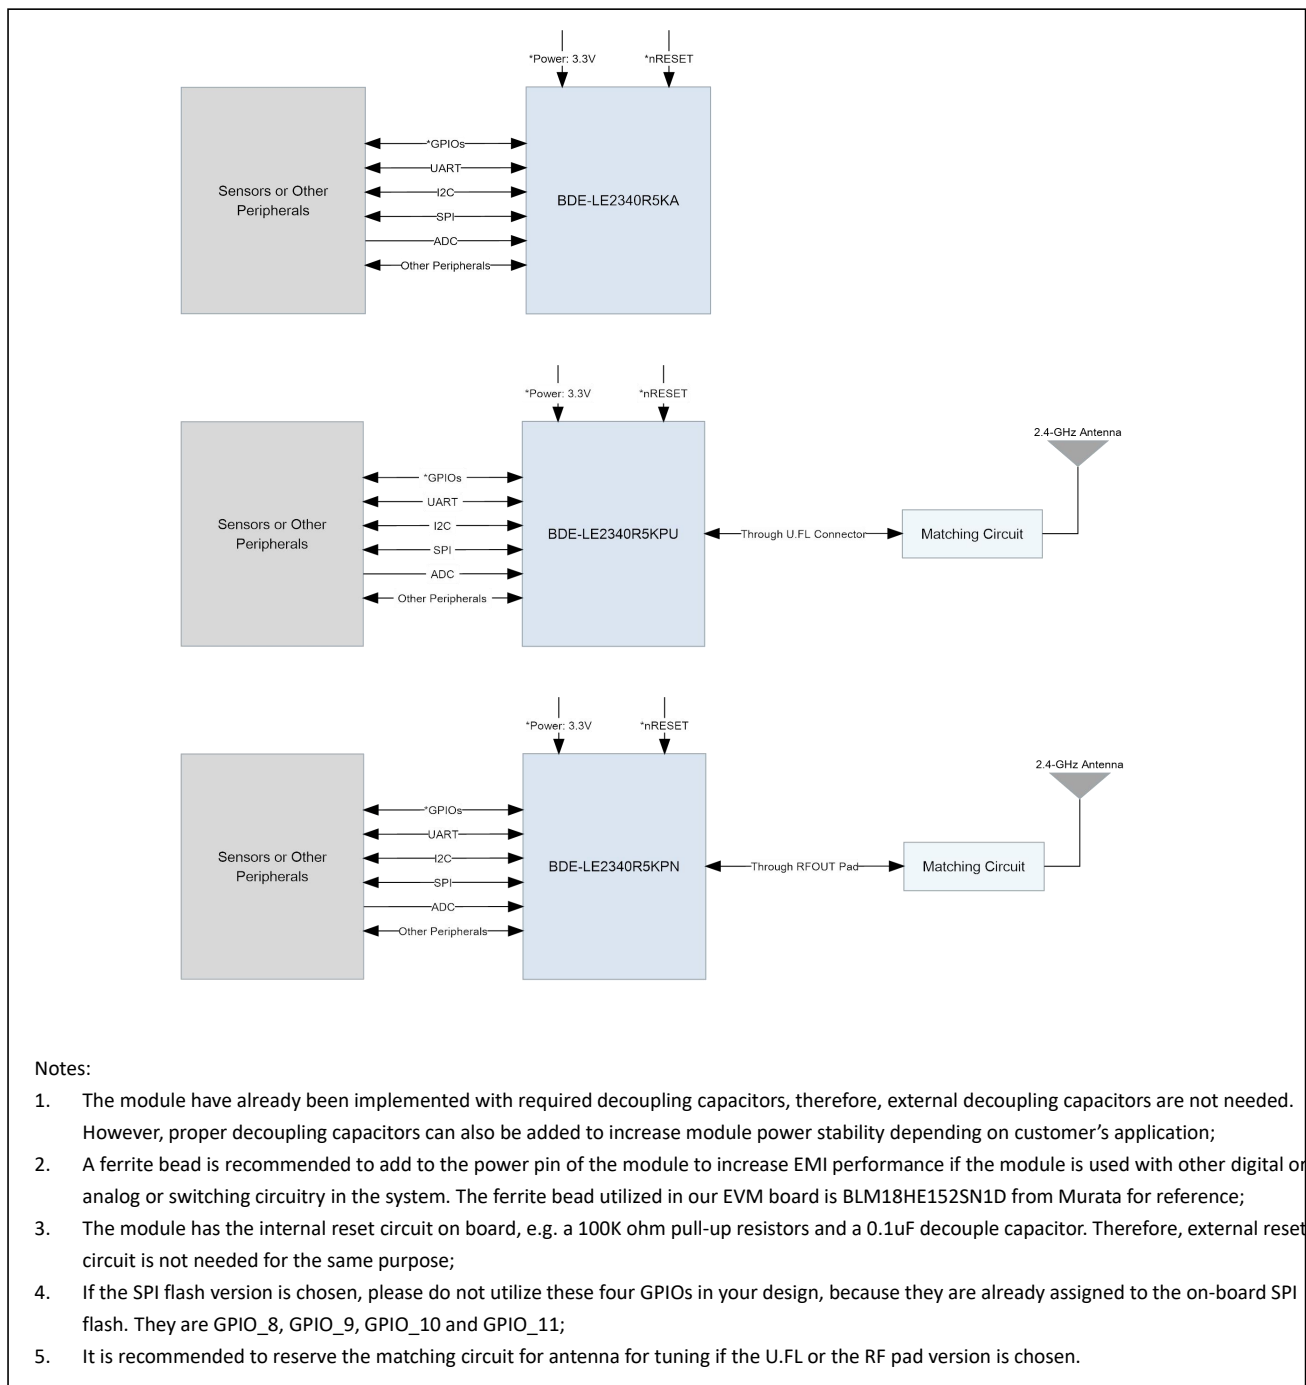 *Power: 3.3V
*nRESET
Sensors or Other
Peripherals
*GPIOs
UART
I2C
SPI
ADC
Other Peripherals
BDE-LE2340R5KA
*Power: 3.3V
*nRESET
2.4-GHz Antenna
Sensors or Other
Peripherals
*GPIOs
UART
I2C
SPI
ADC
Other Peripherals
BDE-LE2340R5KPU
Through U.FL Connector
Matching Circuit
*Power: 3.3V
*nRESET
2.4-GHz Antenna
Sensors or Other
Peripherals
*GPIOs
UART
I2C
SPI
ADC
Other Peripherals
BDE-LE2340R5KPN
Through RFOUT Pad
Matching Circuit
Notes:
1. The module have already been implemented with required decoupling capacitors, therefore, external decoupling capacitors are not needed.
However, proper decoupling capacitors can also be added to increase module power stability depending on customer's application;
2. A ferrite bead is recommended to add to the power pin of the module to increase EMI performance if the module is used with other digital or
analog or switching circuitry in the system. The ferrite bead utilized in our EVM board is BLM18HE152SN1D from Murata for reference;
3. The module has the internal reset circuit on board, e.g. a 100K ohm pull-up resistors and a 0.1uF decouple capacitor. Therefore, external reset
circuit is not needed for the same purpose;
4. If the SPI flash version is chosen, please do not utilize these four GPIOs in your design, because they are already assigned to the on-board SPI
flash. They are GPIO_8, GPIO_9, GPIO_10 and GPIO_11;
5. It is recommended to reserve the matching circuit for antenna for tuning if the U.FL or the RF pad version is chosen.